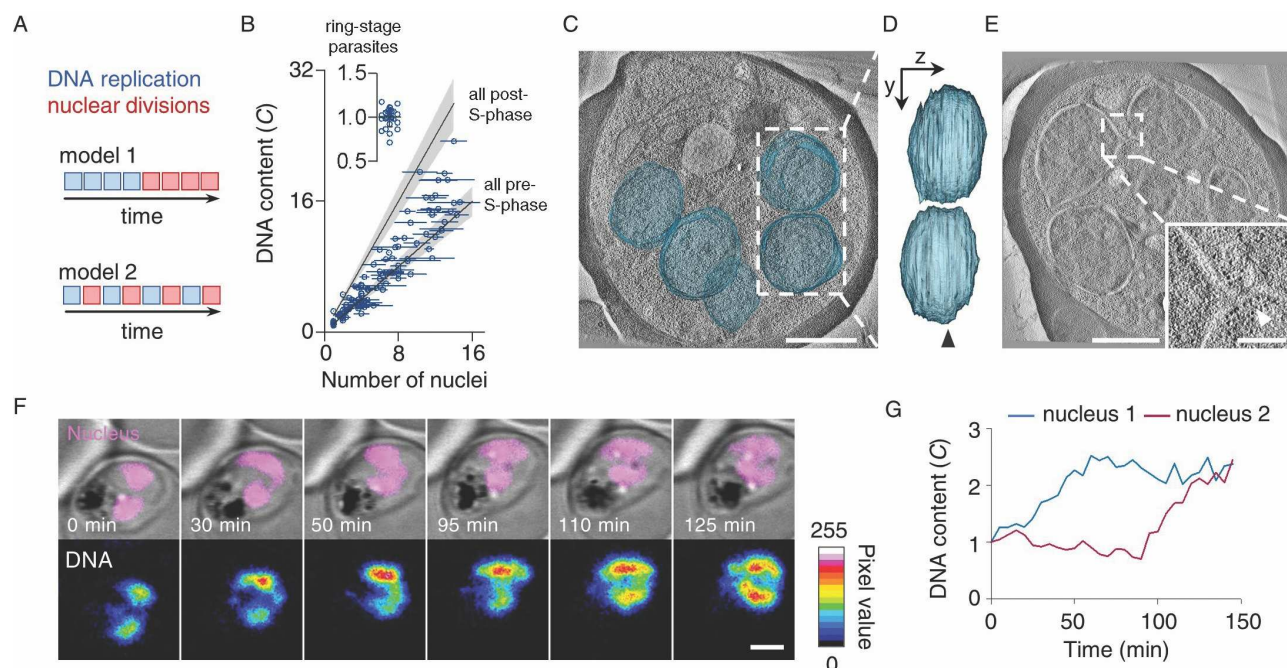 A
DNA replication
nuclear divisions
model 1
time
model 2
time
B
ring-stage
parasites
1.5
1.0
0.5
32
16
0
DNA content (C)
all post-
S-phase
all pre-
S-phase
0
8
16
Number of nuclei
C
D
z
y
E
F
Nucleus
0 min
30 min
50 min
95 min
110 min
125 min
DNA
255
Pixel value
0
G
nucleus 1
nucleus 2
3
2
1
0
DNA content (C)
0
50
100
150
Time (min)